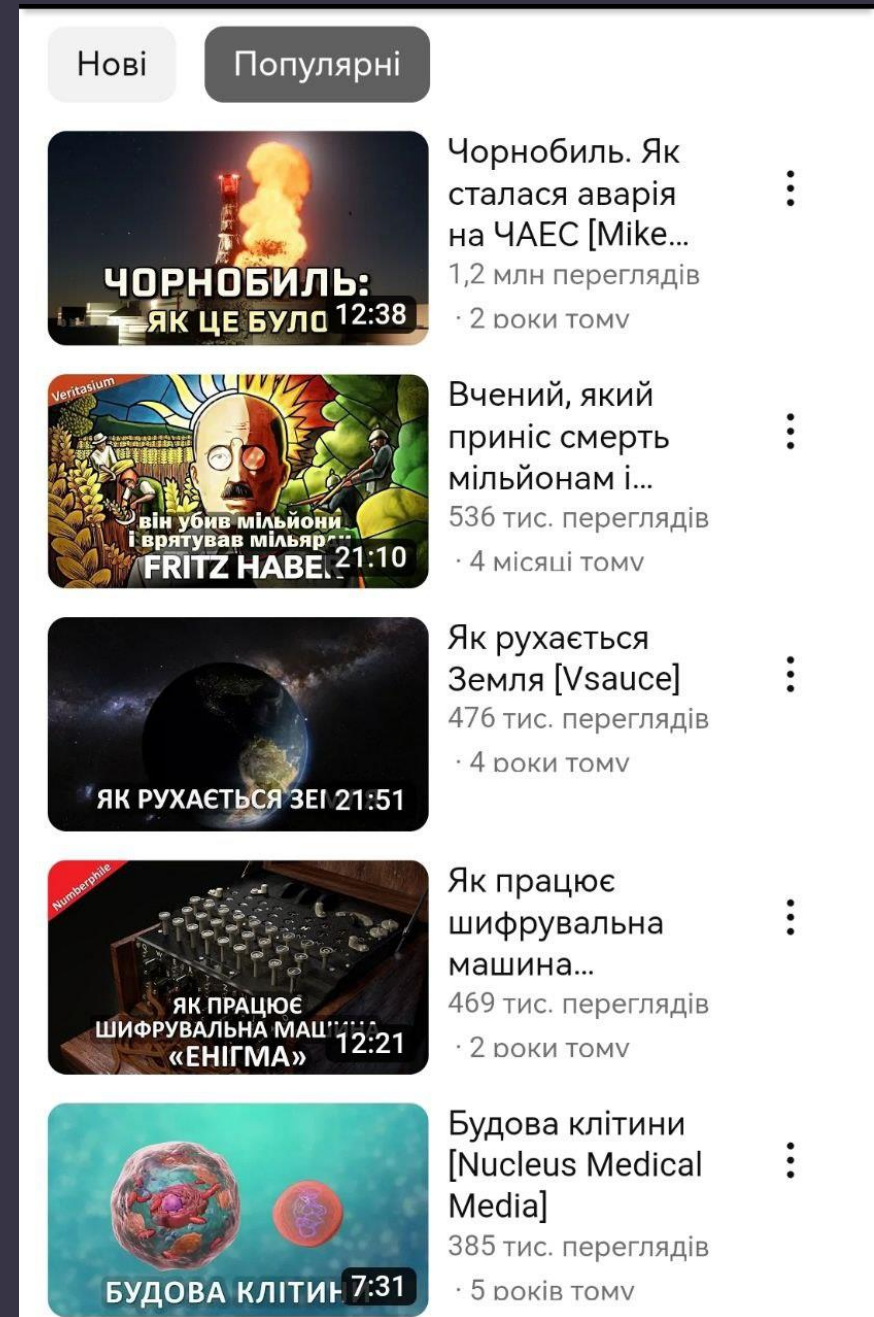 Нові
Популярні
ЧОРНОБИЛЬ:
ЯК ЦЕ БУЛО
12:38
Чорнобиль. Як
сталася аварія
на ЧАЕС [Mike...
1,2 млн переглядів
· 2 роки тому
Veritasium
він убив мільйони
і врятував
FRITZ
21:10
Вчений, який
приніс смерть
мільйонам і...
536 тис. переглядів
· 4 місяці тому
ЯК РУХАЄТЬСЯ
21:51
Як рухається
Земля [Vsauce]
476 тис. переглядів
· 4 роки тому
Numberphile
ЯК ПРАЦЮЄ
ШИФРУВАЛЬНА МАШИНА
«ЕНІГМА»
12:21
Як працює
шифрувальна
машина...
469 тис. переглядів
· 2 роки тому
БУДОВА КЛІТИНИ
7:31
Будова клітини
[Nucleus Medical
Media]
385 тис. переглядів
· 5 років тому